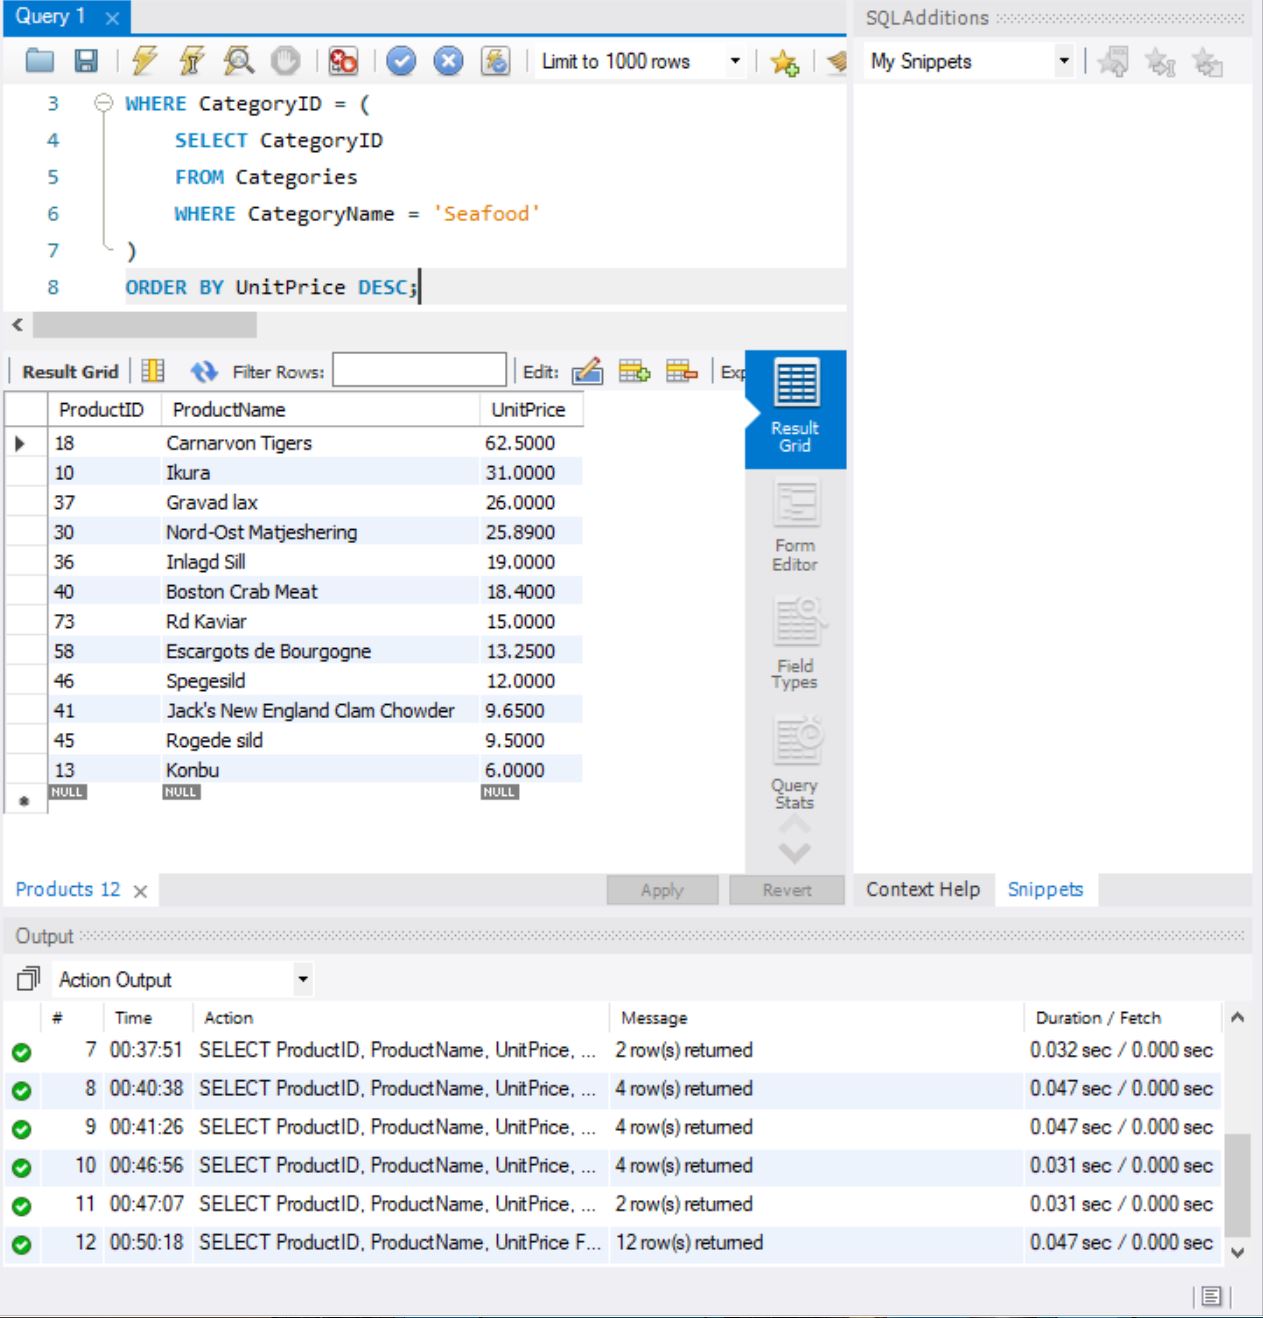 Query 1
SQLAdditions
Limit to 1000 rows
My Snippets
3 WHERE CategoryID = (
4 SELECT CategoryID
5 FROM Categories
6 WHERE CategoryName = 'Seafood'
7 )
8 ORDER BY UnitPrice DESC;
Result Grid Filter Rows: Edit: Exp
ProductID ProductName UnitPrice
18 Carnarvon Tigers 62.5000
10 Ikura 31.0000
37 Gravad lax 26.0000
30 Nord-Ost Matjeshering 25.8900
36 Inlagd Sill 19.0000
40 Boston Crab Meat 18.4000
73 Rd Kaviar 15.0000
58 Escargots de Bourgogne 13.2500
46 Spegesild 12.0000
41 Jack's New England Clam Chowder 9.6500
45 Rogede sild 9.5000
13 Konbu 6.0000
NULL NULL NULL
Result
Grid
Form
Editor
Field
Types
Query
Stats
Products 12
Apply
Revert
Context Help
Snippets
Output
Action Output
# Time Action Message Duration / Fetch
7 00:37:51 SELECT ProductID, ProductName, UnitPrice, ... 2 row(s) returned 0.032 sec / 0.000 sec
8 00:40:38 SELECT ProductID, ProductName, UnitPrice, ... 4 row(s) returned 0.047 sec / 0.000 sec
9 00:41:26 SELECT ProductID, ProductName, UnitPrice, ... 4 row(s) returned 0.047 sec / 0.000 sec
10 00:46:56 SELECT ProductID, ProductName, UnitPrice, ... 4 row(s) returned 0.031 sec / 0.000 sec
11 00:47:07 SELECT ProductID, ProductName, UnitPrice, ... 2 row(s) returned 0.031 sec / 0.000 sec
12 00:50:18 SELECT ProductID, ProductName, UnitPrice F... 12 row(s) returned 0.047 sec / 0.000 sec